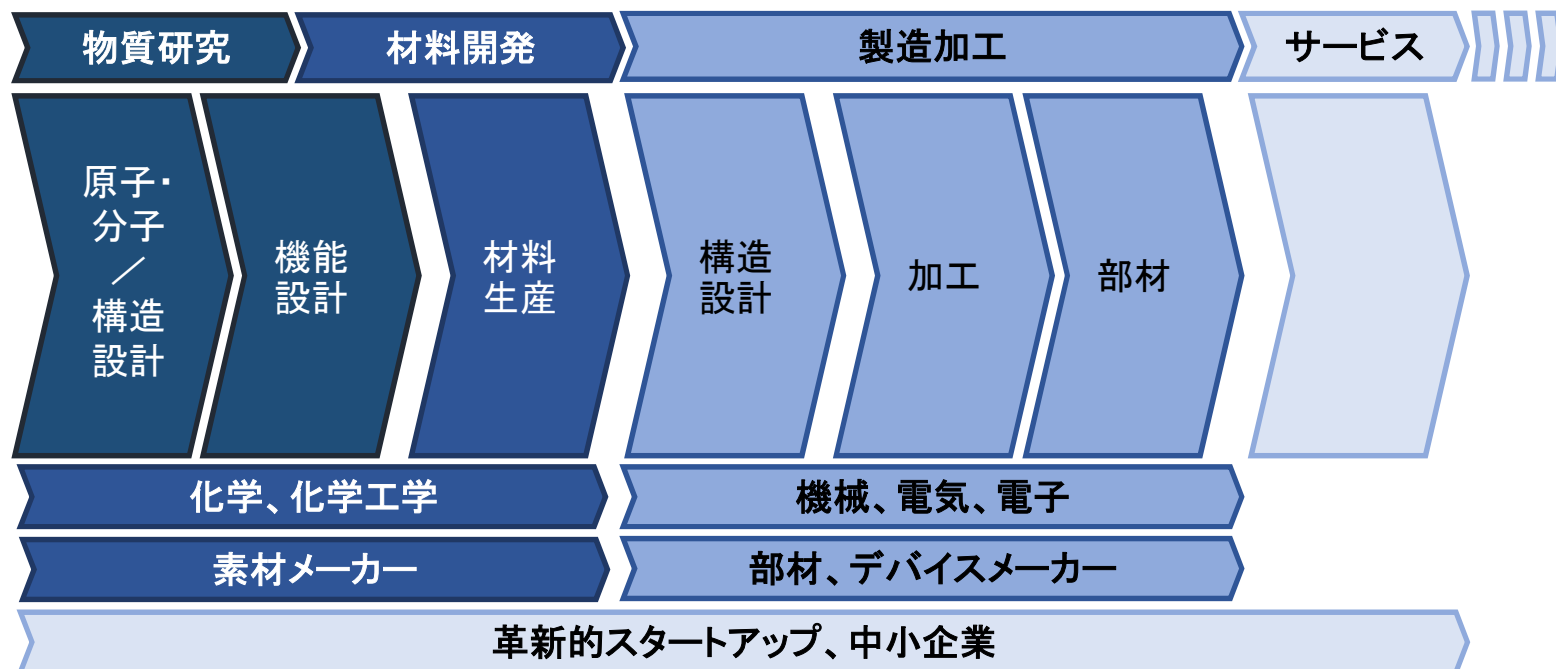 物質研究
材料開発
製造加工
サービス
原子・
分子
／
構造
設計
機能
設計
材料
生産
構造
設計
加工
部材
化学、化学工学
機械、電気、電子
素材メーカー
部材、デバイスメーカー
革新的スタートアップ、中小企業